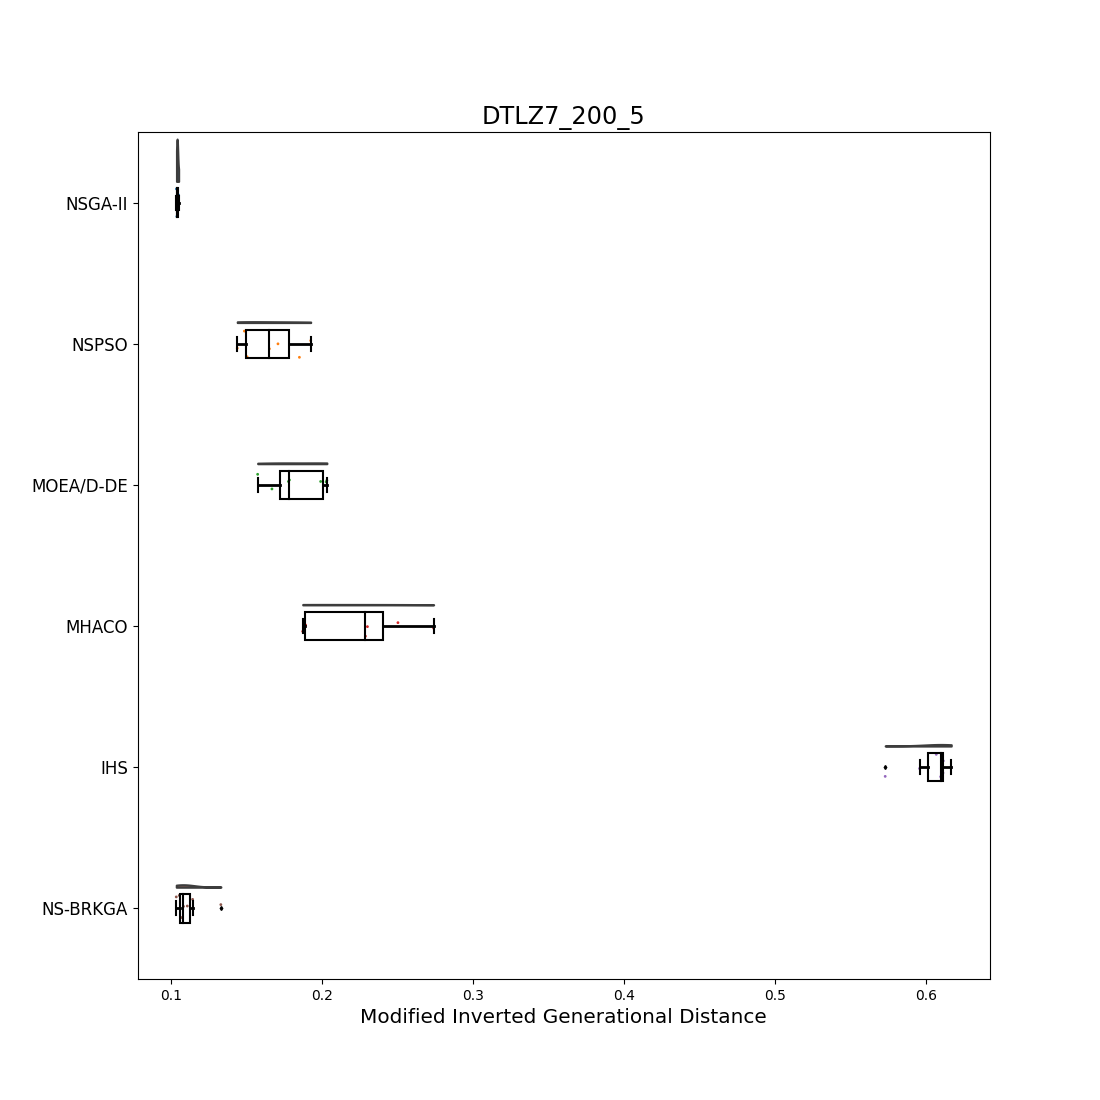 DTLZ7_200_5
NSGA-II
NSPSO
MOEA/D-DE
MHACO
IHS
NS-BRKGA
0.1 0.2 0.3 0.4 0.5 0.6
Modified Inverted Generational Distance